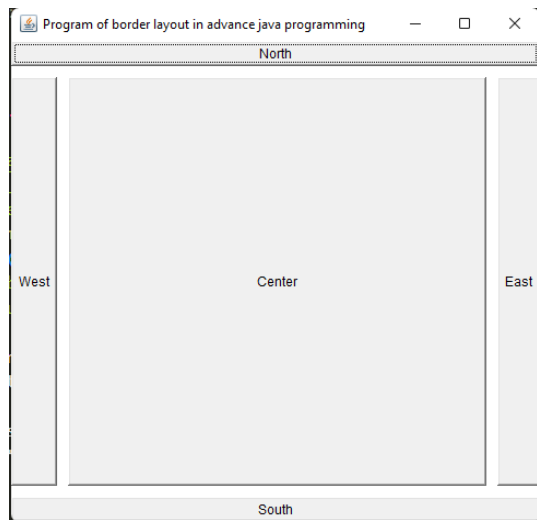 Program of border layout in advance java programming
North
West
Center
East
South